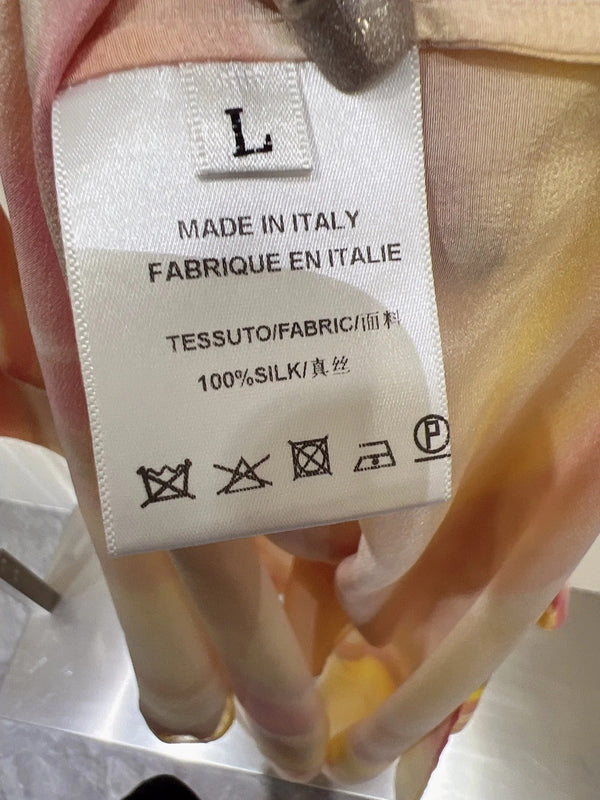 L
MADE IN ITALY
FABRIQUE EN ITALIE
TESSUTO/FABRIC/面料
100%SILK/真丝
P